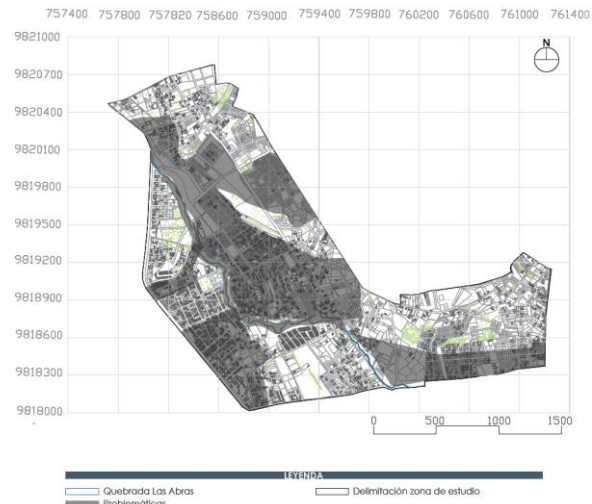 757400 757800 757820 758600 759000 759400 759800 760200 760600 761000 761400
9821000
N
9820700
9820400
9820100
9819800
9819500
9819200
9818900
9818600
9818300
9818000
0 500 1000 1500
LEYENDA
Quebrada Las Abras Delimitación zona de estudio
Problemáticas